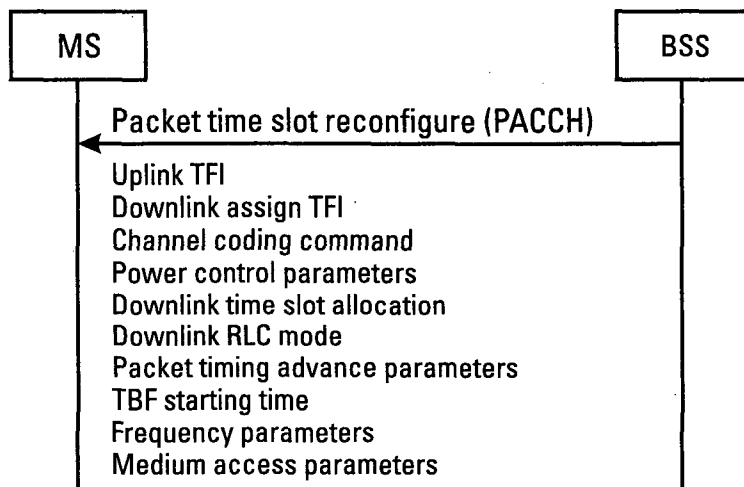 MS
BSS
Packet time slot reconfigure (PACCH)
Uplink TFI
Downlink assign TFI
Channel coding command
Power control parameters
Downlink time slot allocation
Downlink RLC mode
Packet timing advance parameters
TBF starting time
Frequency parameters
Medium access parameters